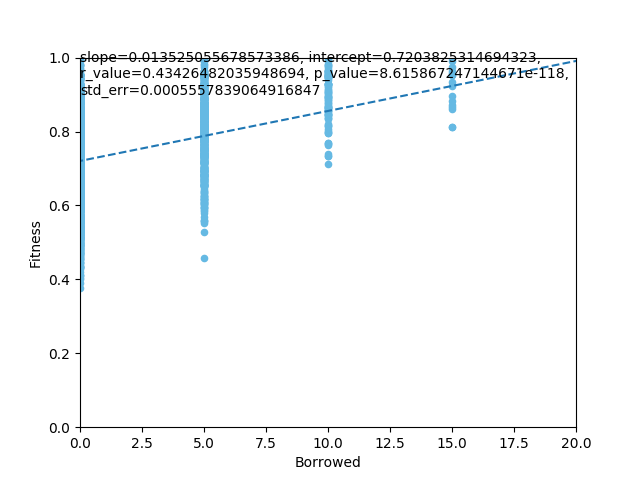 slope=0.013525055678573386, intercept=0.7203825314694323,
r_value=0.43426482035948694, p_value=8.615867247144671e-118,
std_err=0.0005557839064916847
1.0
0.8
0.6
0.4
0.2
0.0
Fitness
0.0 2.5 5.0 7.5 10.0 12.5 15.0 17.5 20.0
Borrowed